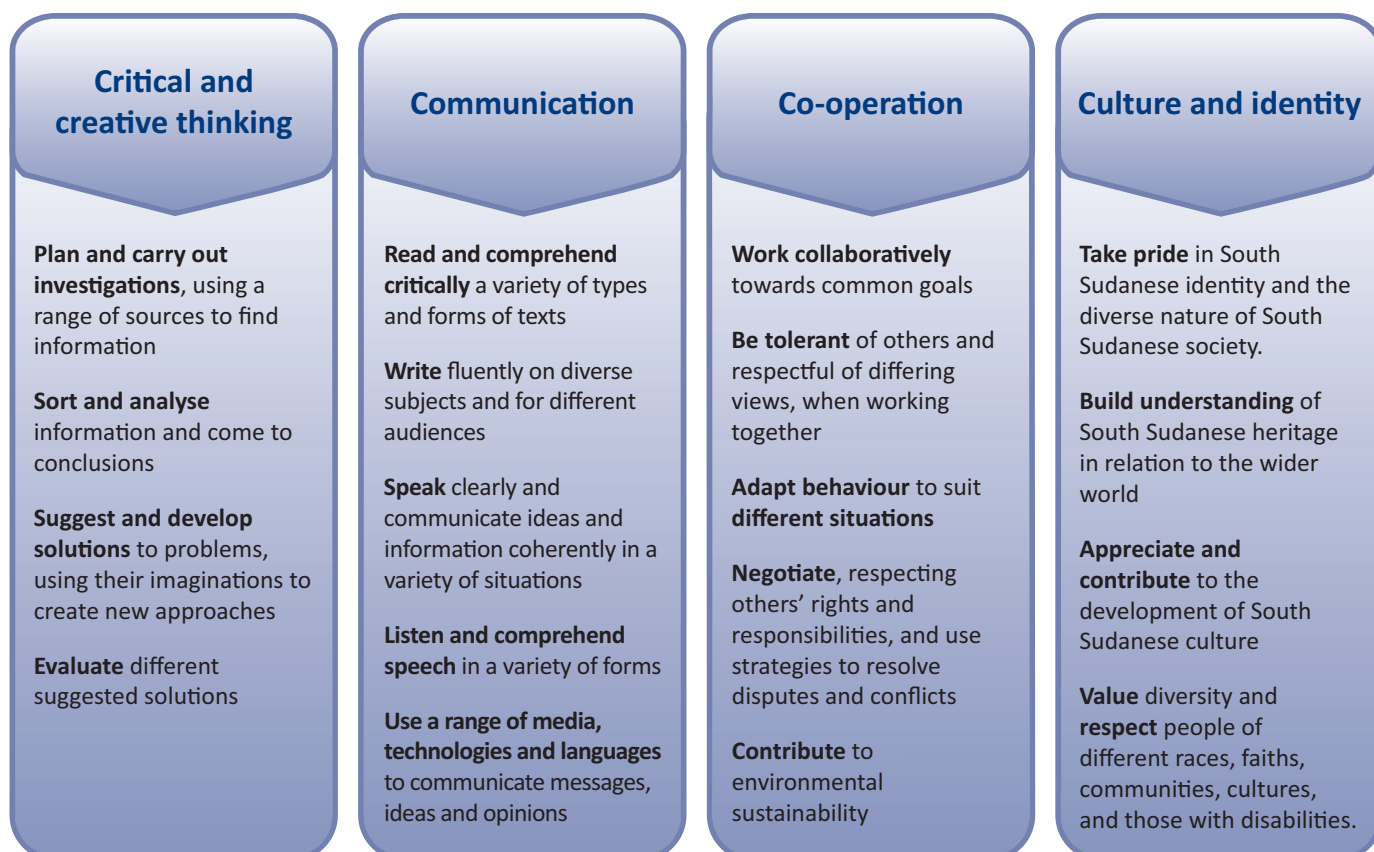 Critical and
creative thinking
Plan and carry out
investigations, using a
range of sources to find
information
Sort and analyse
information and come to
conclusions
Suggest and develop
solutions to problems,
using their imaginations to
create new approaches
Evaluate different
suggested solutions
Communication
Read and comprehend
critically a variety of types
and forms of texts
Write fluently on diverse
subjects and for different
audiences
Speak clearly and
communicate ideas and
information coherently in a
variety of situations
Listen and comprehend
speech in a variety of forms
Use a range of media,
technologies and languages
to communicate messages,
ideas and opinions
Co-operation
Work collaboratively
towards common goals
Be tolerant of others and
respectful of differing
views, when working
together
Adapt behaviour to suit
different situations
Negotiate, respecting
others’ rights and
responsibilities, and use
strategies to resolve
disputes and conflicts
Contribute to
environmental
sustainability
Culture and identity
Take pride in South
Sudanese identity and the
diverse nature of South
Sudanese society.
Build understanding of
South Sudanese heritage
in relation to the wider
world
Appreciate and
contribute to the
development of South
Sudanese culture
Value diversity and
respect people of
different races, faiths,
communities, cultures,
and those with disabilities.